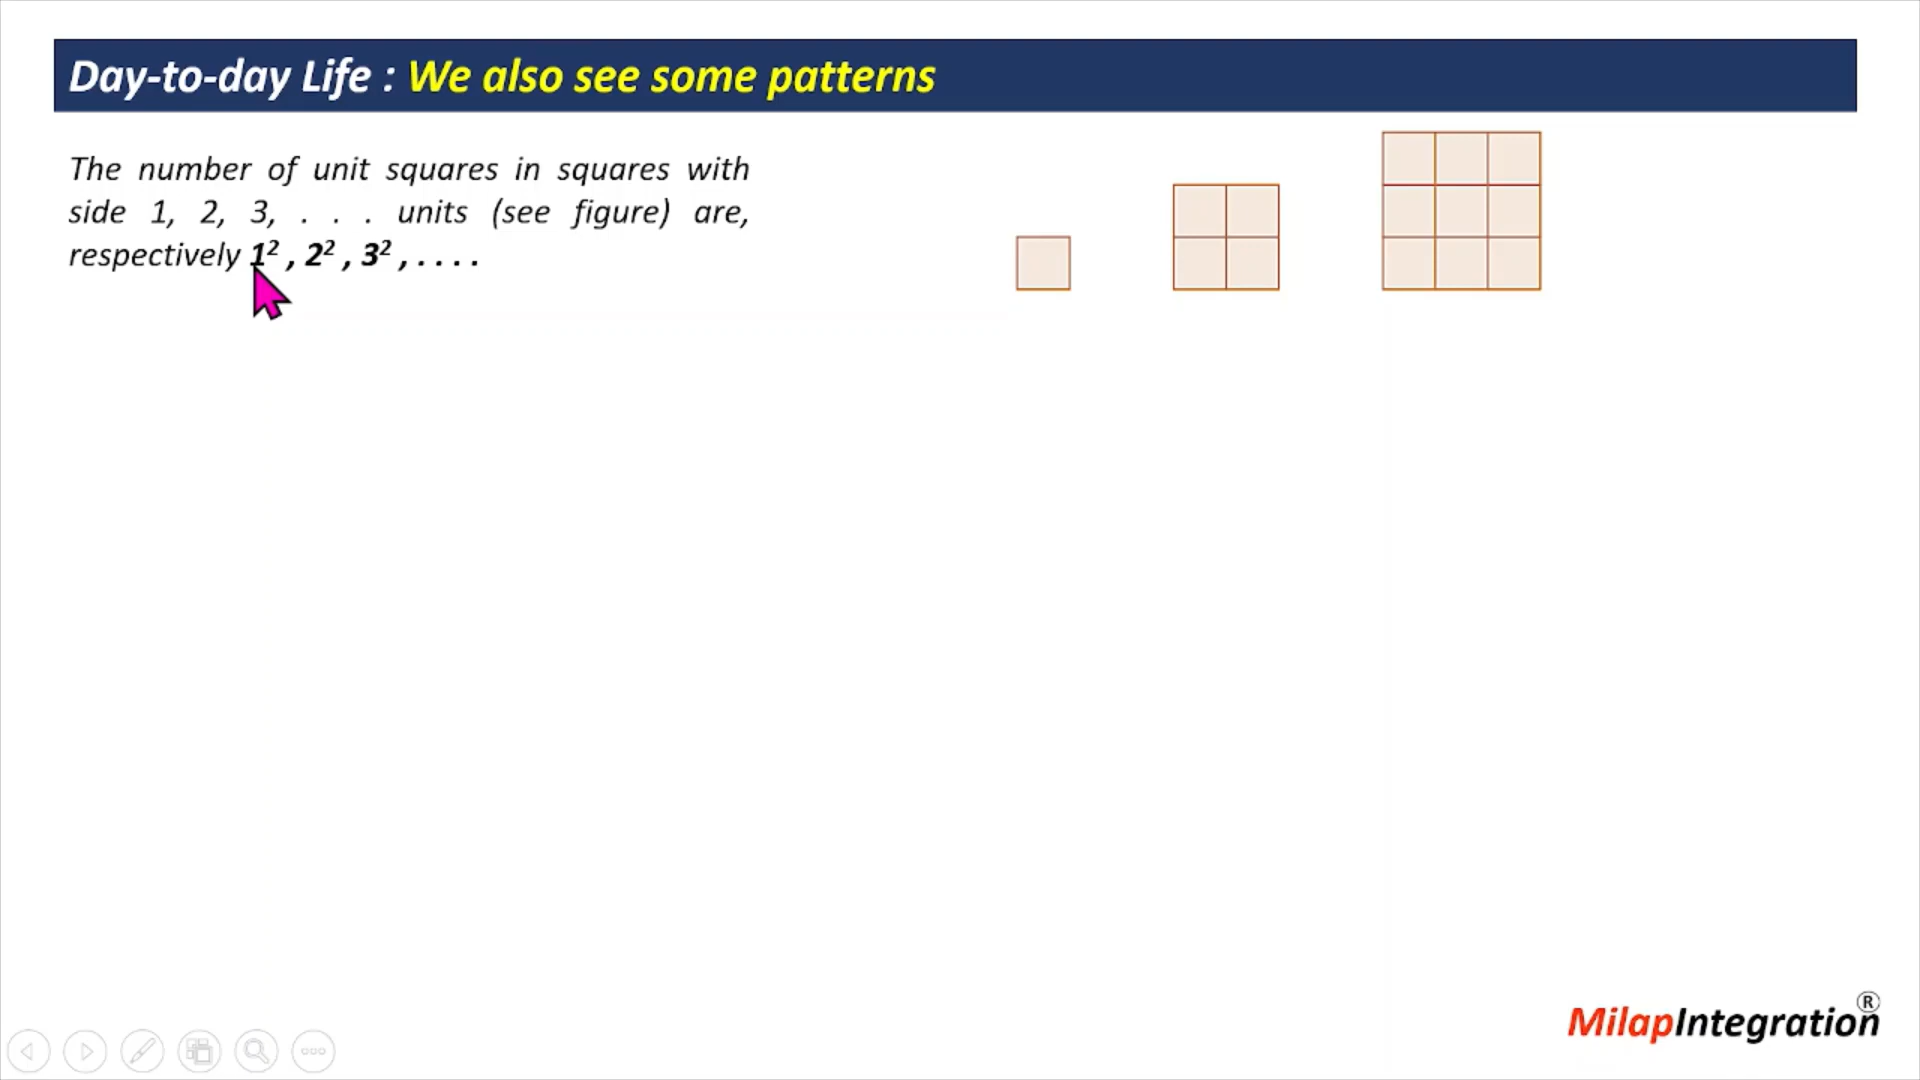 Day-to-day Life : We also see some patterns
The number of unit squares in squares with
side 1, 2, 3, . . . units (see figure) are,
respectively 1² , 2² , 3² , . . . .
MilapIntegration®